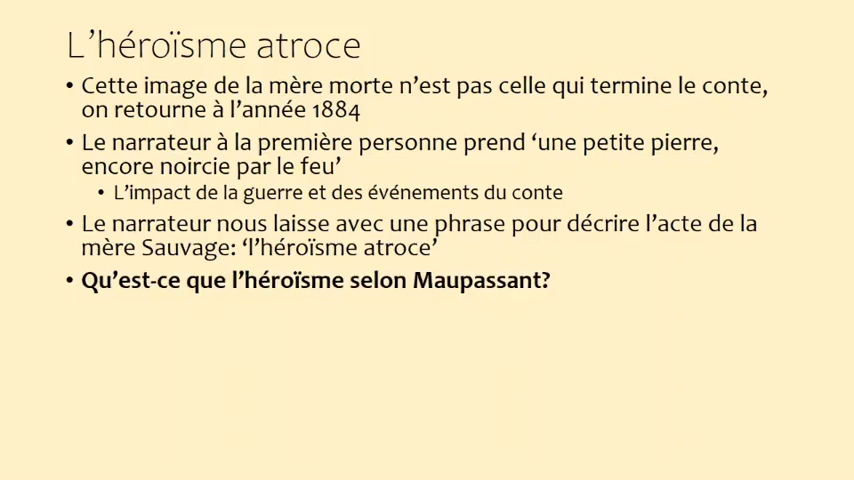 L’héroïsme atroce
• Cette image de la mère morte n’est pas celle qui termine le conte,
on retourne à l’année 1884
• Le narrateur à la première personne prend ‘une petite pierre,
encore noircie par le feu’
• L’impact de la guerre et des événements du conte
• Le narrateur nous laisse avec une phrase pour décrire l’acte de la
mère Sauvage: ‘l’héroïsme atroce’
• Qu’est-ce que l’héroïsme selon Maupassant?